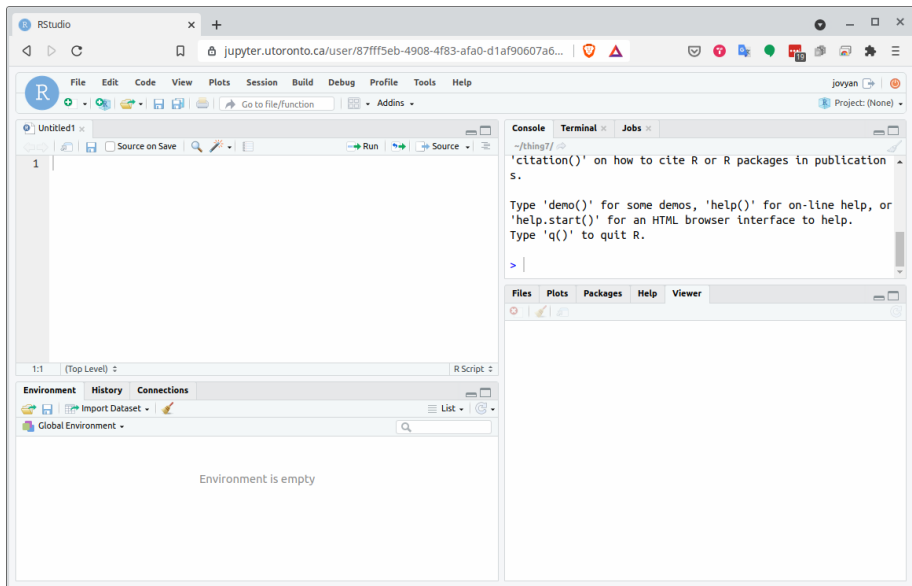 RStudio
jupyter.utoronto.ca/user/87fff5eb-4908-4f83-afa0-d1af90607a6...
19
R
File Edit Code View Plots Session Build Debug Profile Tools Help
jovyan
Go to file/function
Addins
Project: (None)
Untitled1
Source on Save
Run
Source
1
1:1 (Top Level)
R Script
Console Terminal Jobs
~/thing7/
'citation()' on how to cite R or R packages in publication
s.
Type 'demo()' for some demos, 'help()' for on-line help, or
'help.start()' for an HTML browser interface to help.
Type 'q()' to quit R.
>
Environment History Connections
Import Dataset
List
Global Environment
Environment is empty
Files Plots Packages Help Viewer